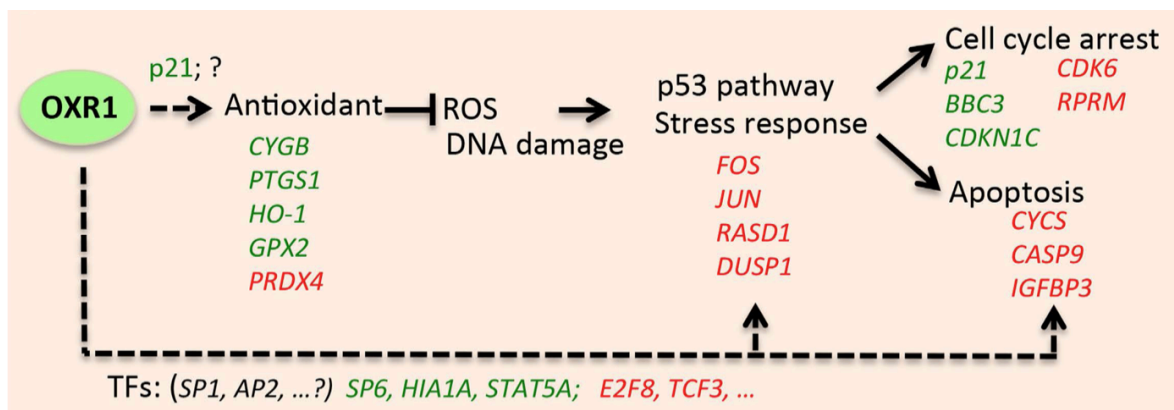 OXR1
p21; ?
Antioxidant
CYGB
PTGS1
HO-1
GPX2
PRDX4
ROS
DNA damage
p53 pathway
Stress response
FOS
JUN
RASD1
DUSP1
Cell cycle arrest
p21 CDK6
BBC3 RPRM
CDKN1C
Apoptosis
CYCS
CASP9
IGFBP3
TFs: (SP1, AP2, ...?) SP6, HIA1A, STAT5A; E2F8, TCF3, ...